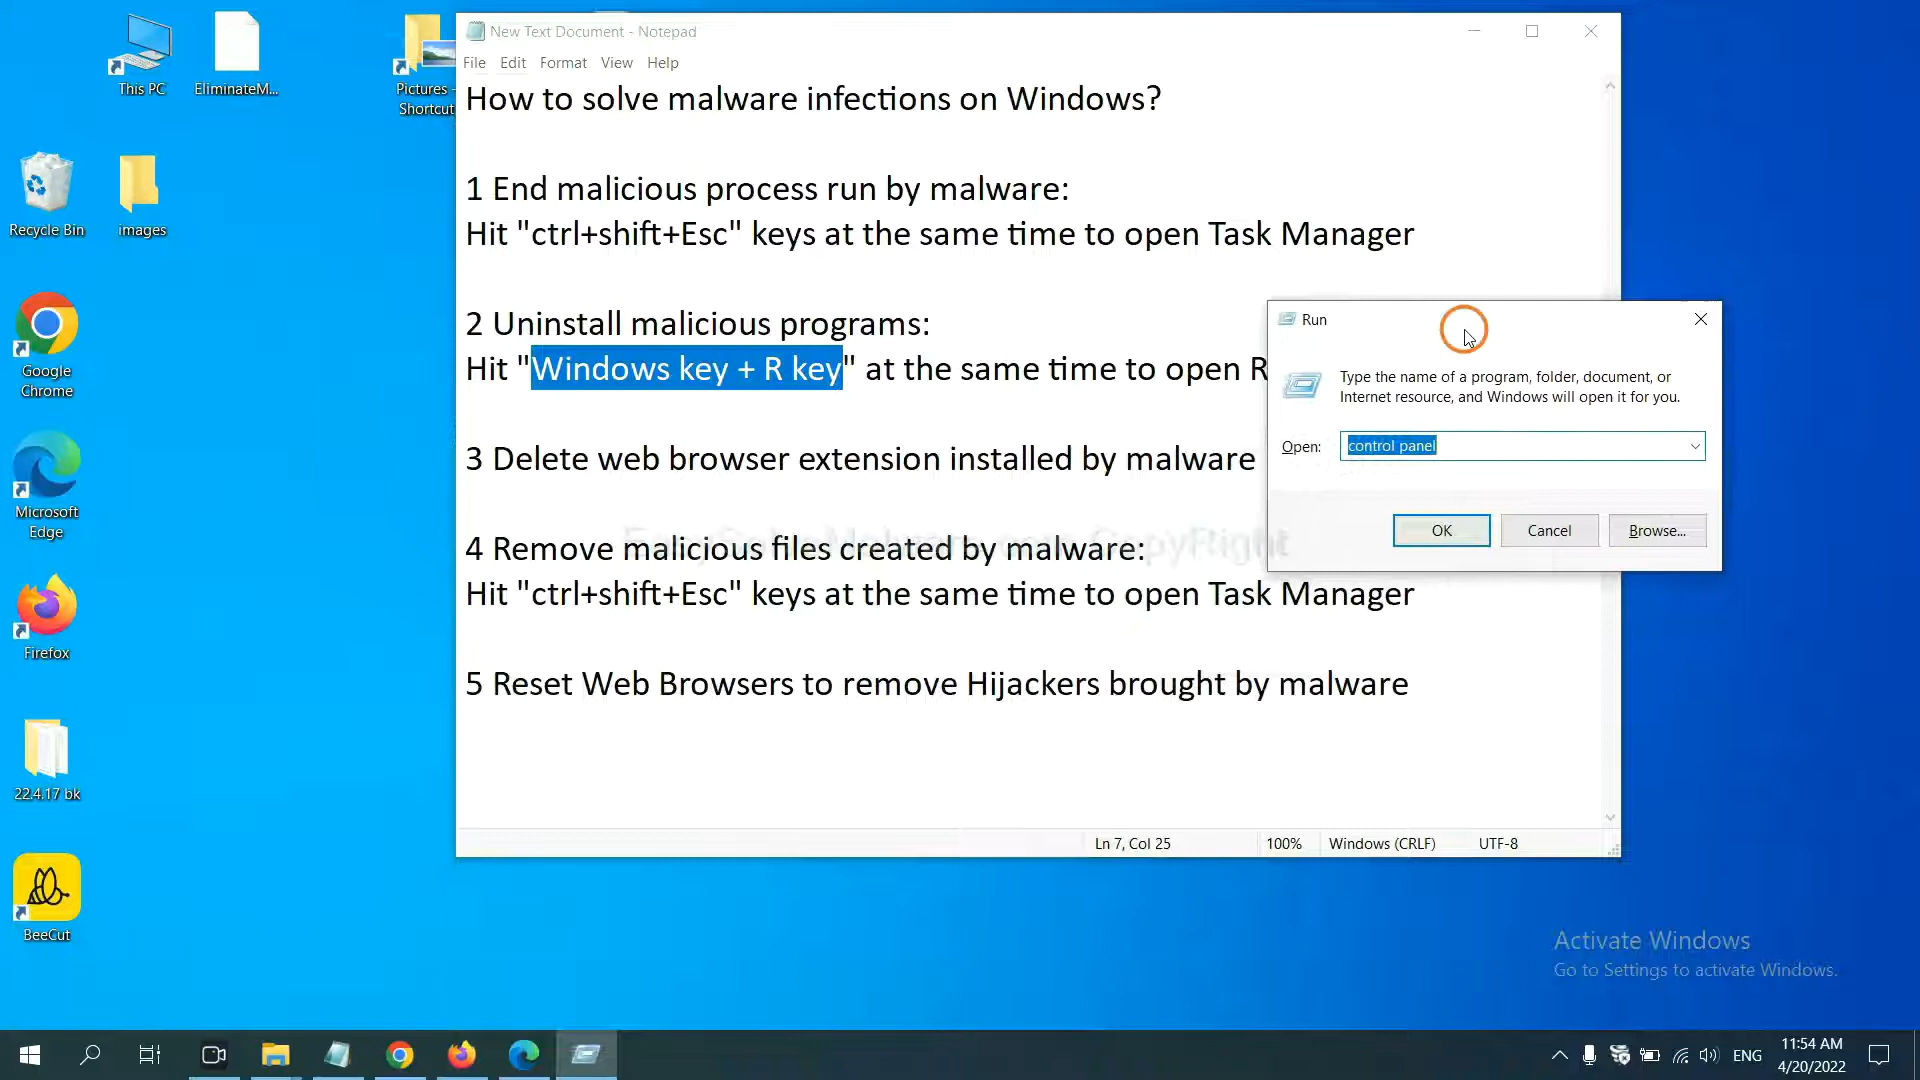 This PC
EliminateM...
Pictures -
Shortcut
Recycle Bin
images
Google
Chrome
Microsoft
Edge
Firefox
22.4.17 bk
BeeCut
New Text Document - Notepad
File Edit Format View Help
How to solve malware infections on Windows?
1 End malicious process run by malware:
Hit "ctrl+shift+Esc" keys at the same time to open Task Manager
2 Uninstall malicious programs:
Hit "Windows key + R key" at the same time to open R
3 Delete web browser extension installed by malware
4 Remove malicious files created by malware:
Hit "ctrl+shift+Esc" keys at the same time to open Task Manager
5 Reset Web Browsers to remove Hijackers brought by malware
Ln 7, Col 25 100% Windows (CRLF) UTF-8
Run
Type the name of a program, folder, document, or
Internet resource, and Windows will open it for you.
Open: control panel
OK Cancel Browse...
CopyRight
Activate Windows
Go to Settings to activate Windows.
ENG
11:54 AM
4/20/2022